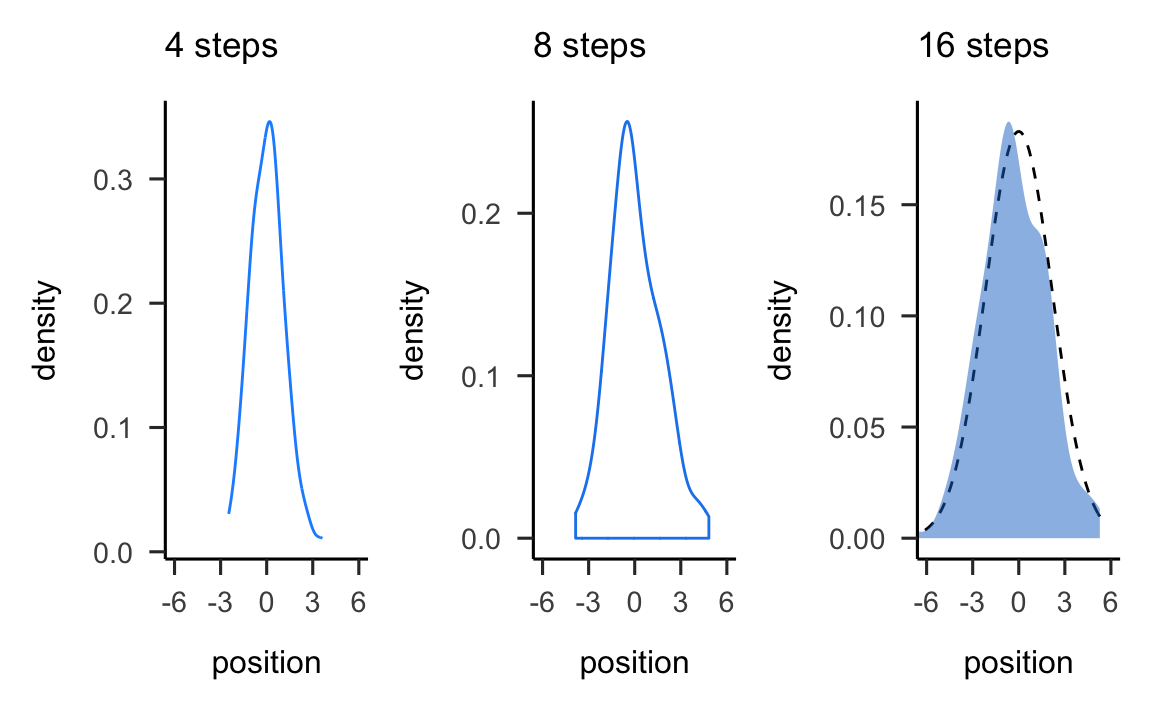 4 steps
density
0.3
0.2
0.1
0.0
-6 -3 0 3 6
position
8 steps
density
0.2
0.1
0.0
-6 -3 0 3 6
position
16 steps
density
0.15
0.10
0.05
0.00
-6 -3 0 3 6
position